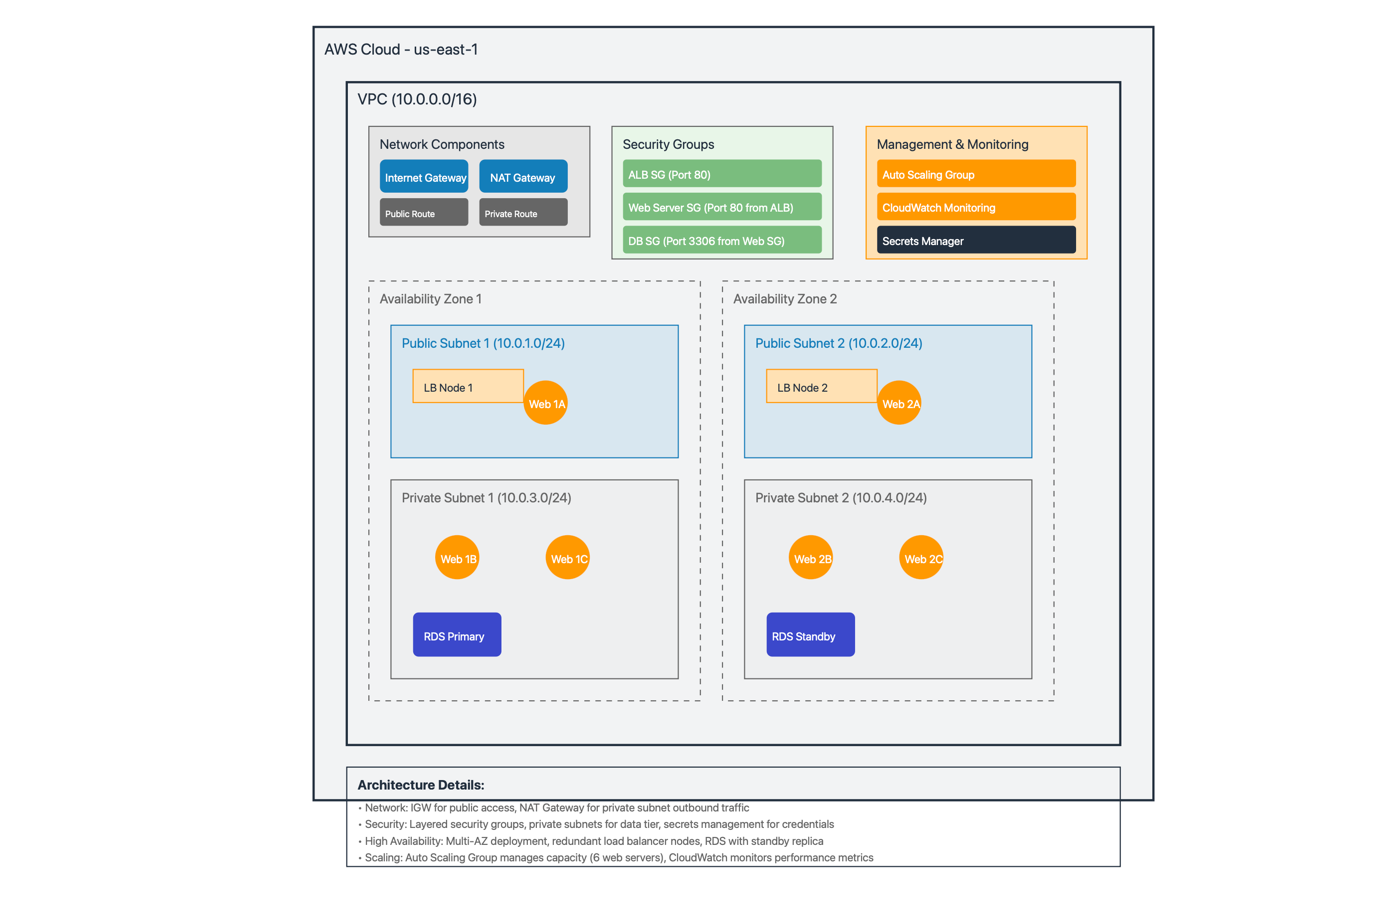 AWS Cloud - us-east-1
VPC (10.0.0.0/16)
Network Components
Internet Gateway
NAT Gateway
Public Route
Private Route
Security Groups
ALB SG (Port 80)
Web Server SG (Port 80 from ALB)
DB SG (Port 3306 from Web SG)
Management & Monitoring
Auto Scaling Group
CloudWatch Monitoring
Secrets Manager
Availability Zone 1
Public Subnet 1 (10.0.1.0/24)
LB Node 1
Web 1A
Private Subnet 1 (10.0.3.0/24)
Web 1B
Web 1C
RDS Primary
Availability Zone 2
Public Subnet 2 (10.0.2.0/24)
LB Node 2
Web 2A
Private Subnet 2 (10.0.4.0/24)
Web 2B
Web 2C
RDS Standby
Architecture Details:
• Network: IGW for public access, NAT Gateway for private subnet outbound traffic
• Security: Layered security groups, private subnets for data tier, secrets management for credentials
• High Availability: Multi-AZ deployment, redundant load balancer nodes, RDS with standby replica
• Scaling: Auto Scaling Group manages capacity (6 web servers), CloudWatch monitors performance metrics